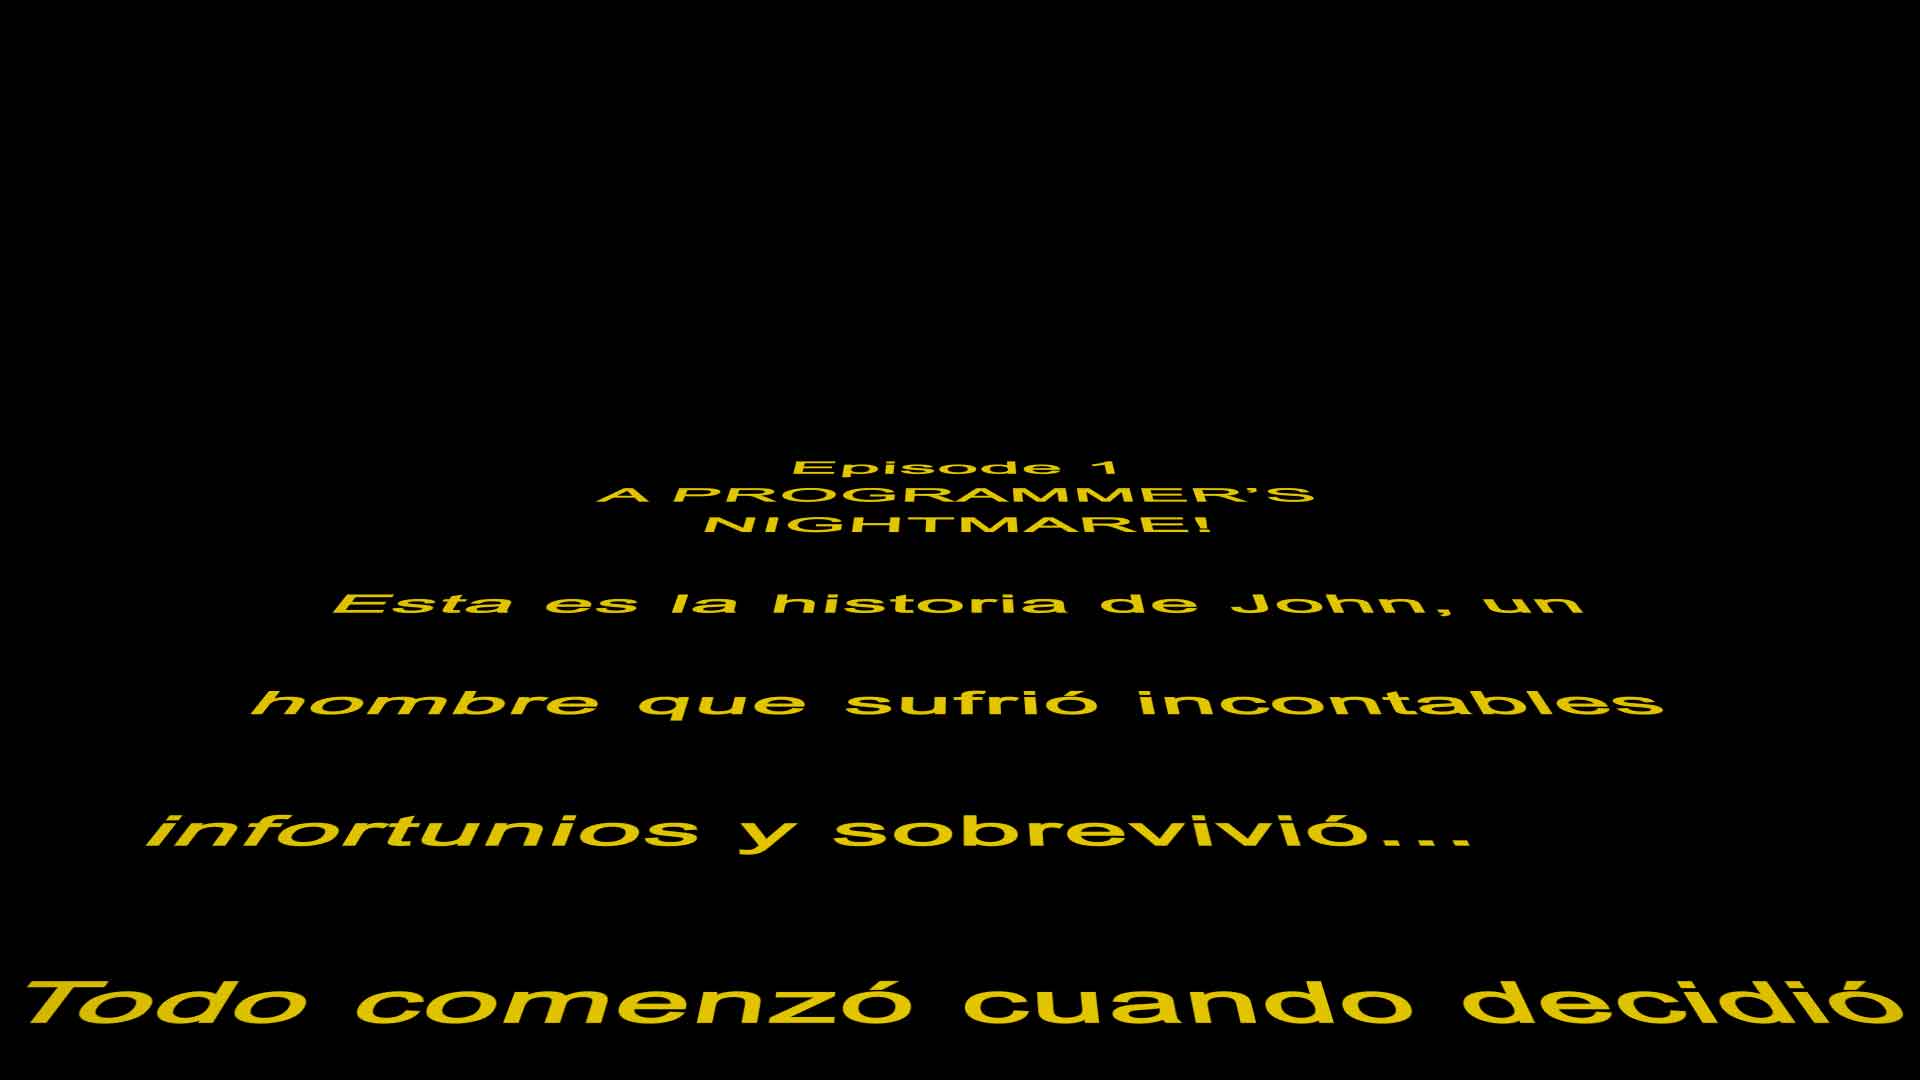 Episode 1
A PROGRAMMER’S
NIGHTMARE!
Esta es la historia de John, un
hombre que sufrió incontables
infortunios y sobrevivió...
Todo comenzó cuando decidió